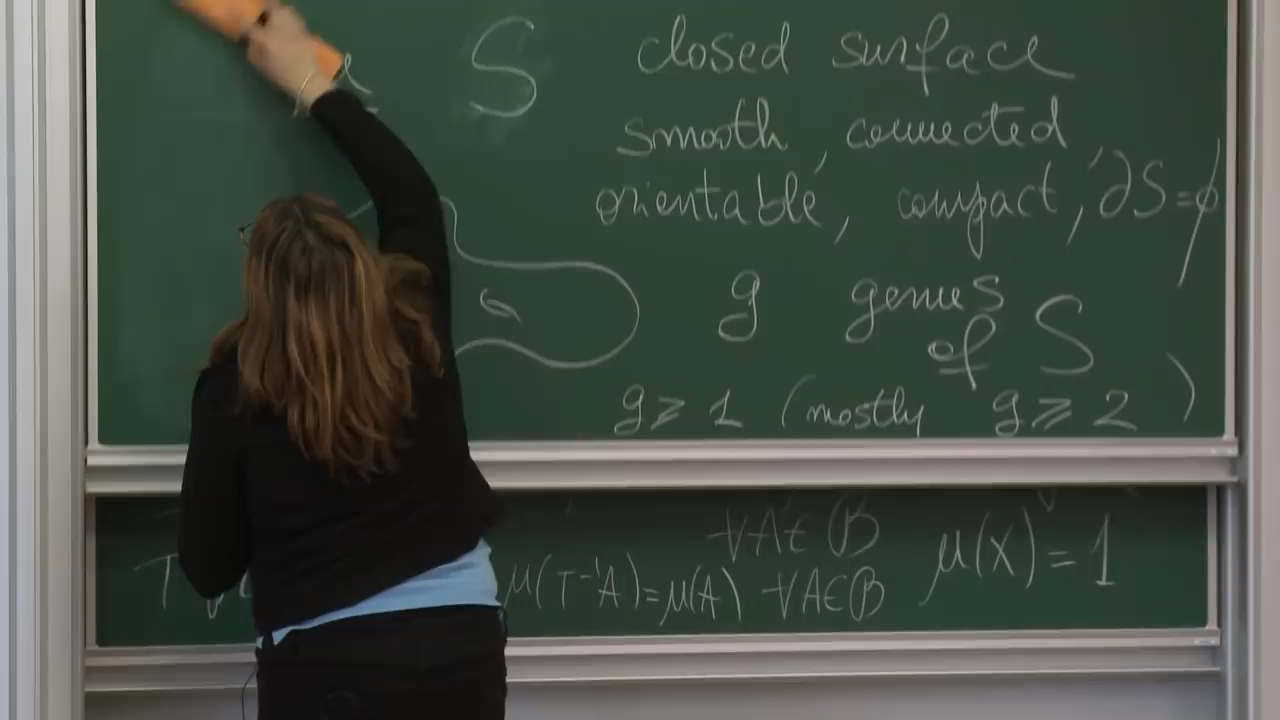 S closed surface
smooth, connected,
orientable, compact, ∂S=∅
g genus
of S
g ⩾ 1 (mostly g ⩾ 2)
∀A∈ℬ μ(X)=1
T μ(T⁻¹A)=μ(A) ∀A∈ℬ